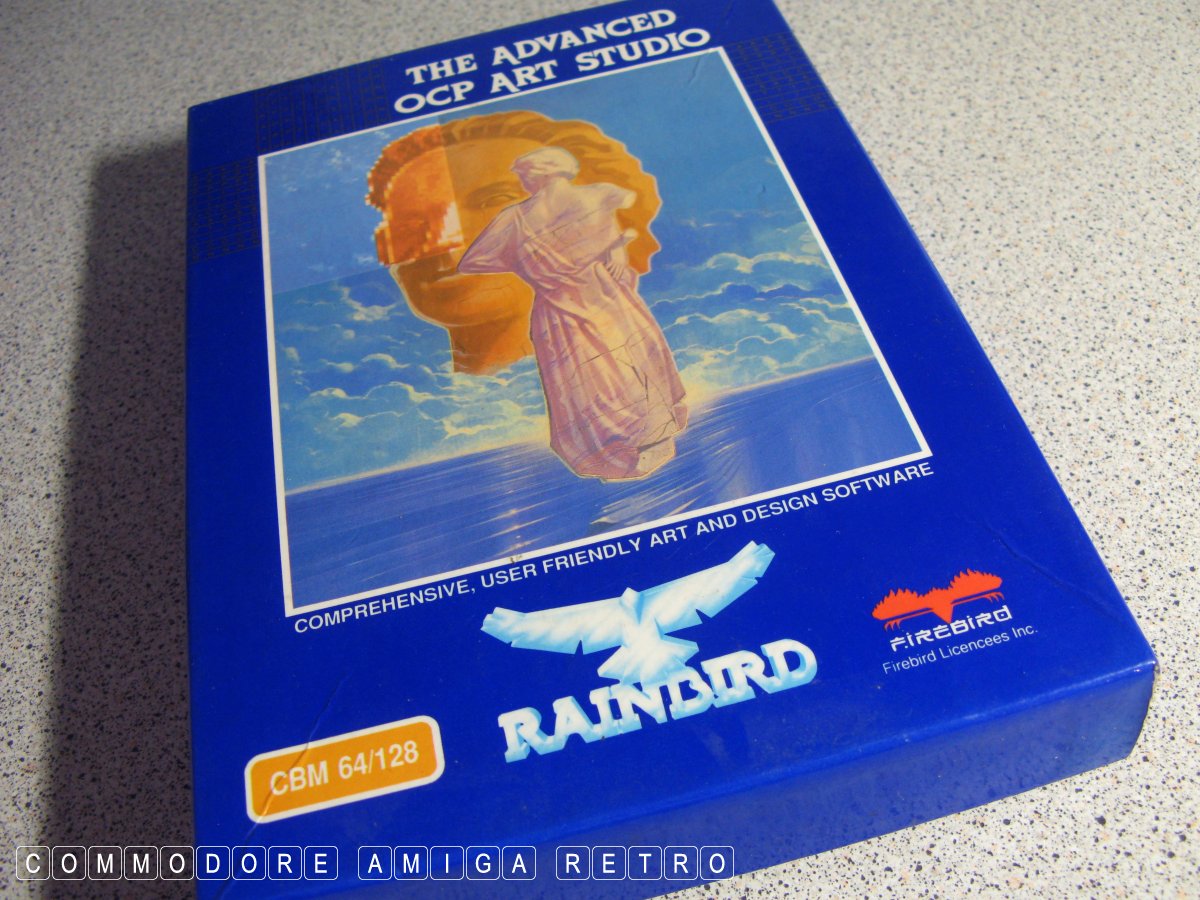 THE ADVANCED
OCP ART STUDIO
COMPREHENSIVE, USER FRIENDLY ART AND DESIGN SOFTWARE
RAINBIRD
FIREBIRD
Firebird Licencees Inc.
CBM 64/128
COMMODORE AMIGA RETRO